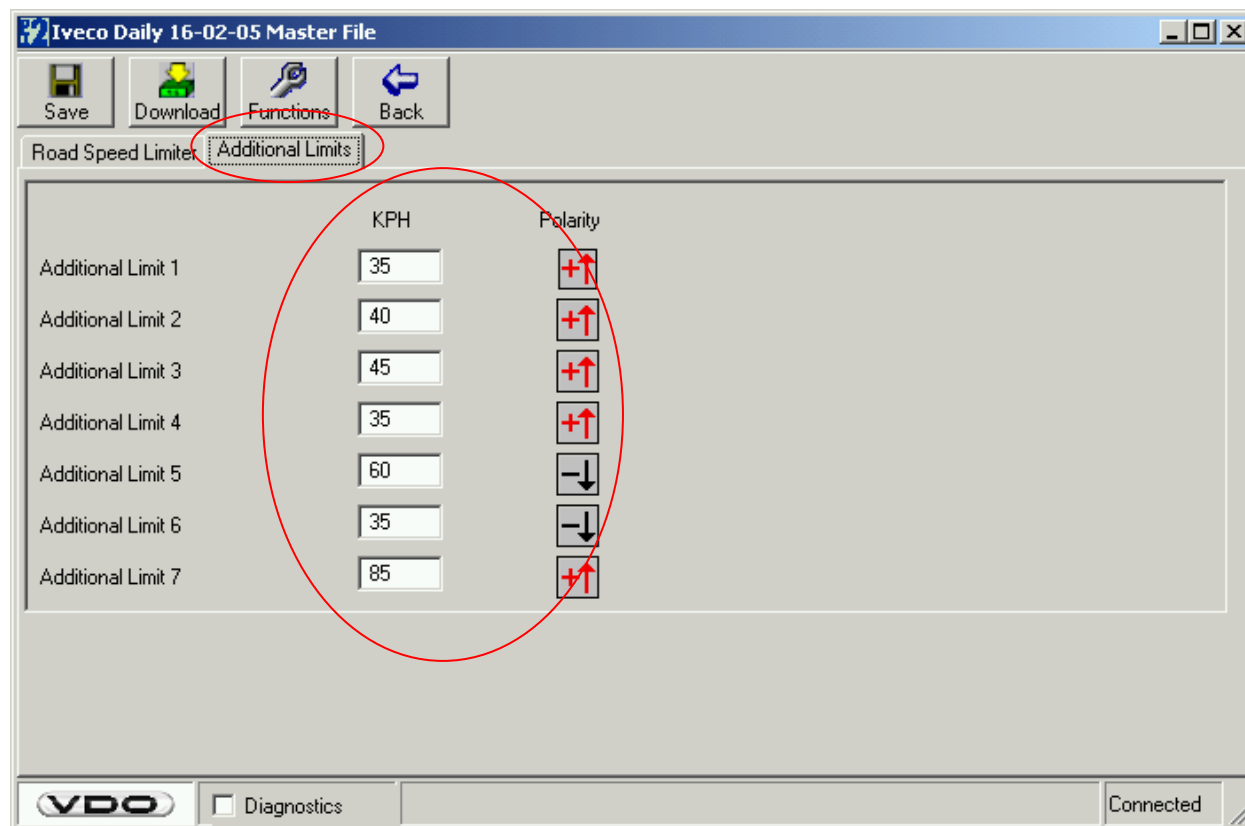 Iveco Daily 16-02-05 Master File
Save Download Functions Back
Road Speed Limiter Additional Limits
KPH Polarity
Additional Limit 1 35
Additional Limit 2 40
Additional Limit 3 45
Additional Limit 4 35
Additional Limit 5 60
Additional Limit 6 35
Additional Limit 7 85
VDO Diagnostics Connected